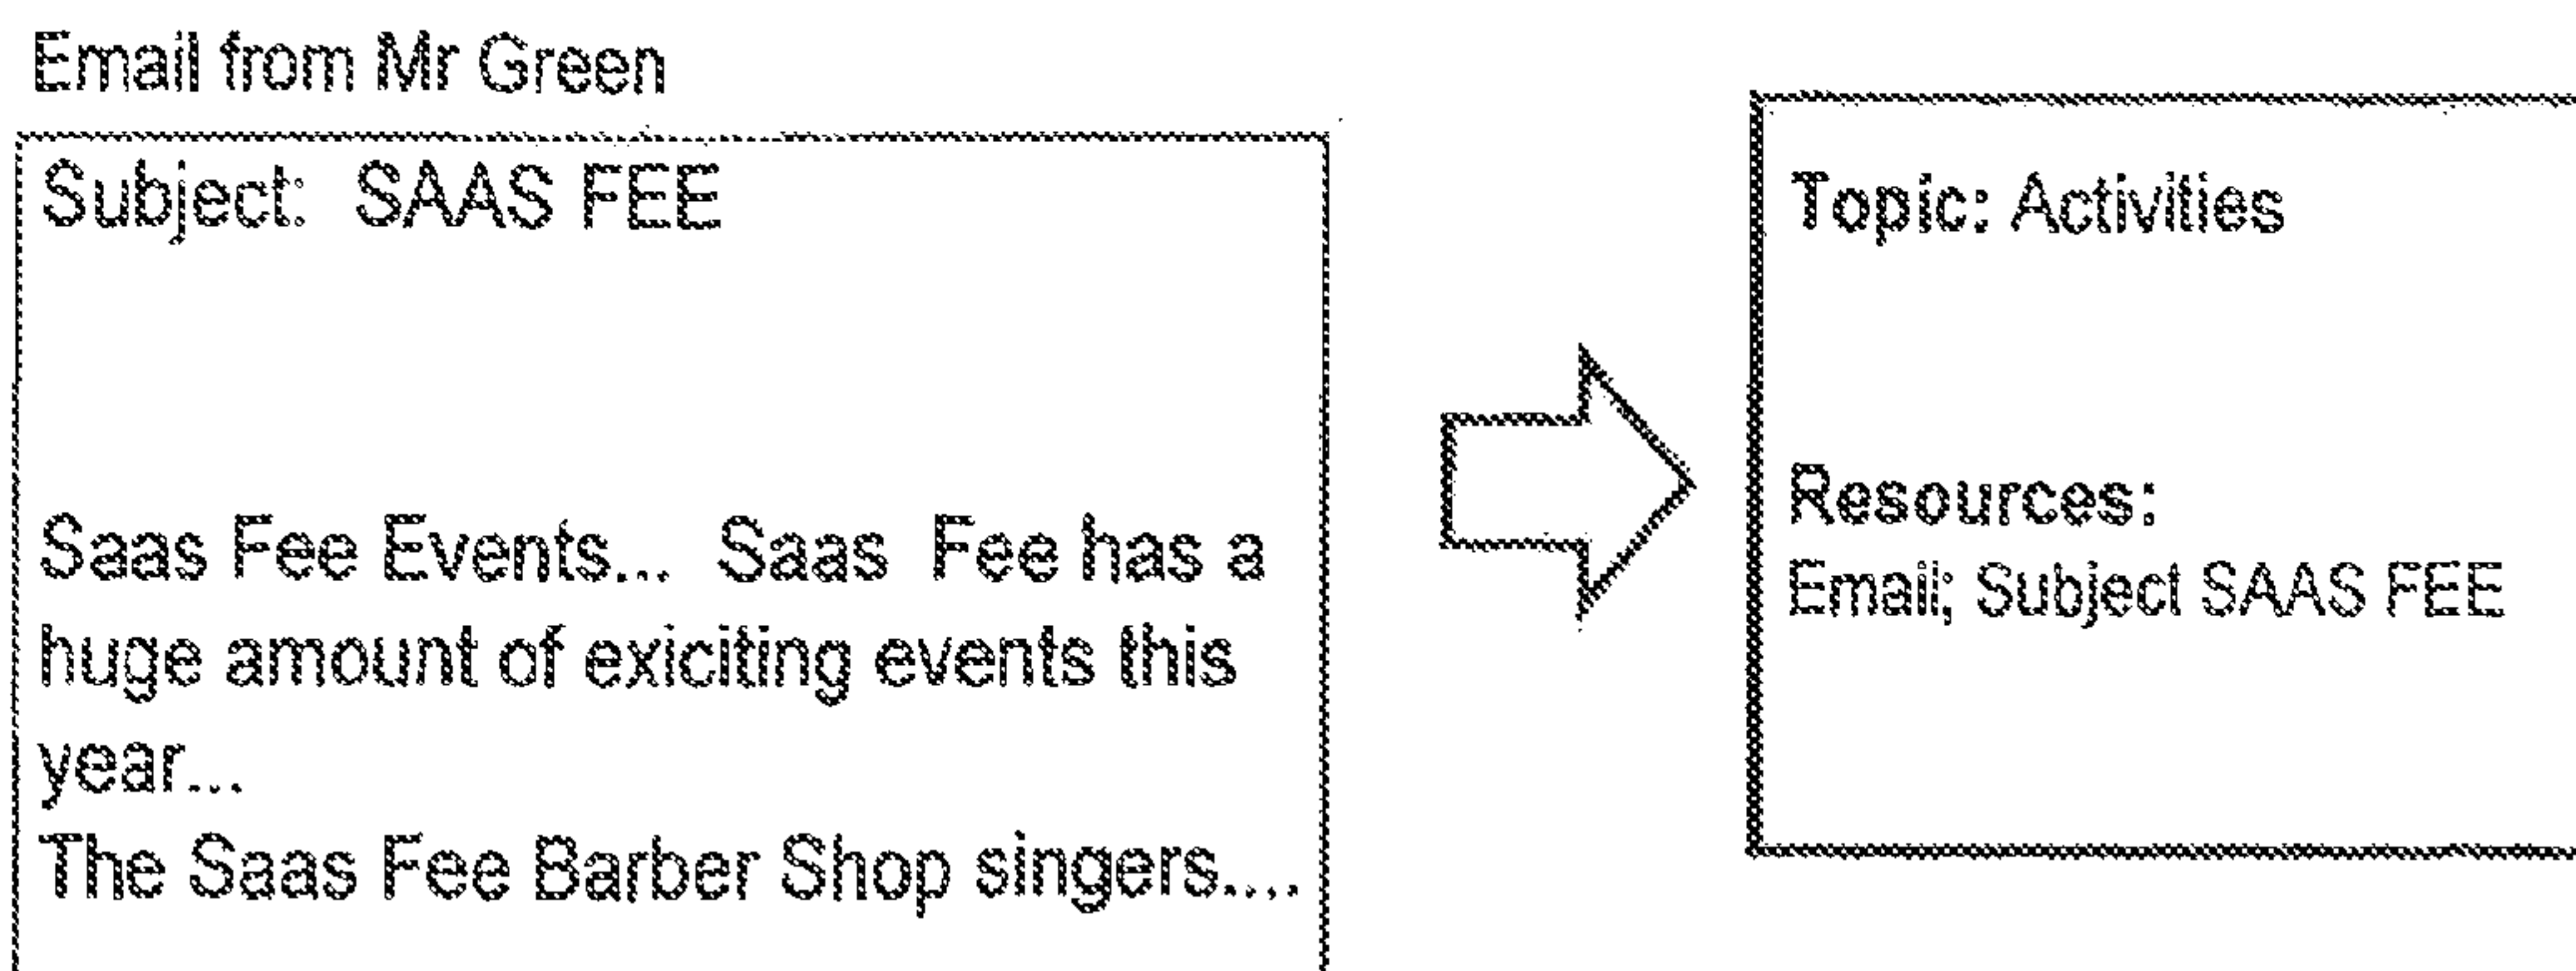 Email from Mr Green
Subject: SAAS FEE
Saas Fee Events... Saas Fee has a
huge amount of exiciting events this
year...
The Saas Fee Barber Shop singers....
Topic: Activities
Resources:
Email; Subject SAAS FEE